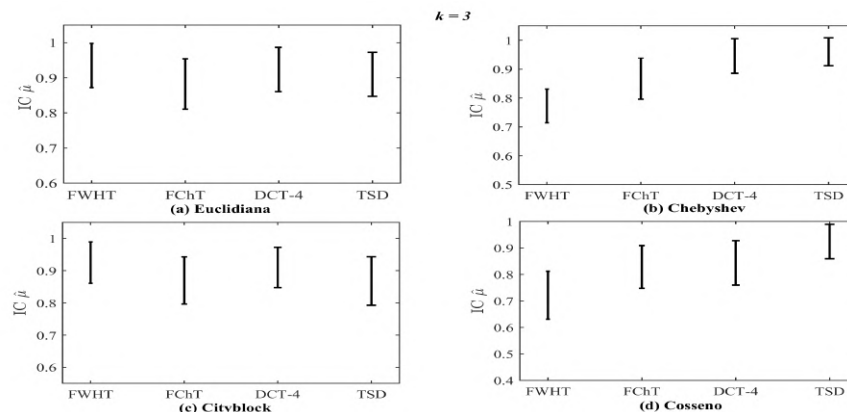 k = 3
1
0.9
0.8
0.7
0.6
IC μ̂
FWHT FChT DCT-4 TSD
(a) Euclidiana
1
0.9
0.8
0.7
0.6
0.5
IC μ̂
FWHT FChT DCT-4 TSD
(b) Chebyshev
1
0.9
0.8
0.7
0.6
IC μ̂
FWHT FChT DCT-4 TSD
(c) Cityblock
1
0.9
0.8
0.7
0.6
0.5
0.4
IC μ̂
FWHT FChT DCT-4 TSD
(d) Cosseno